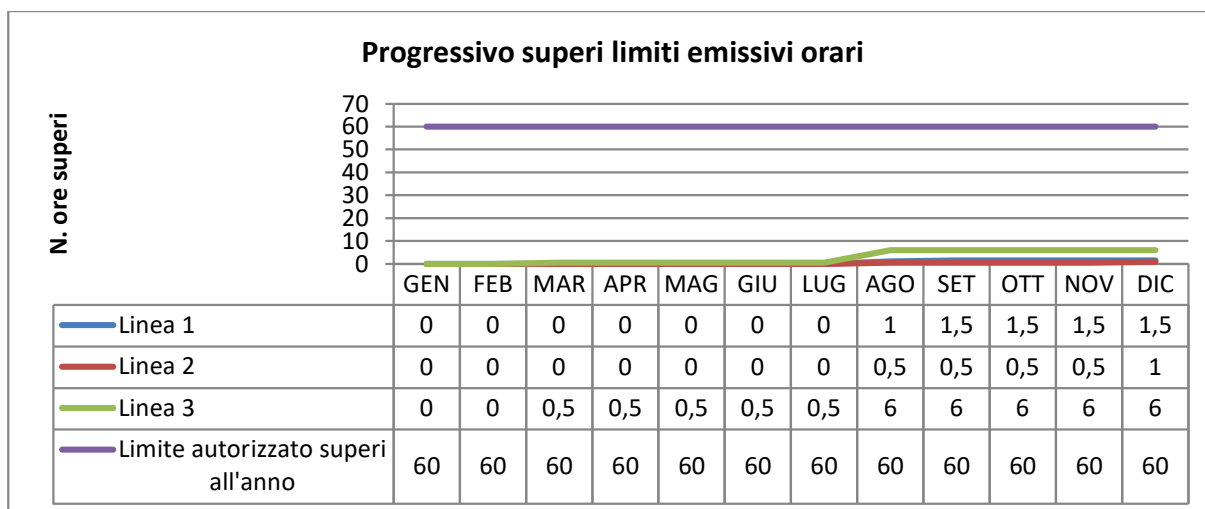 Progressivo superi limiti emissivi orari
N. ore superi
70
60
50
40
30
20
10
0
GEN FEB MAR APR MAG GIU LUG AGO SET OTT NOV DIC
Linea 1 0 0 0 0 0 0 0 1 1,5 1,5 1,5 1,5
Linea 2 0 0 0 0 0 0 0 0,5 0,5 0,5 0,5 1
Linea 3 0 0 0,5 0,5 0,5 0,5 0,5 6 6 6 6 6
Limite autorizzato superi
all'anno 60 60 60 60 60 60 60 60 60 60 60 60